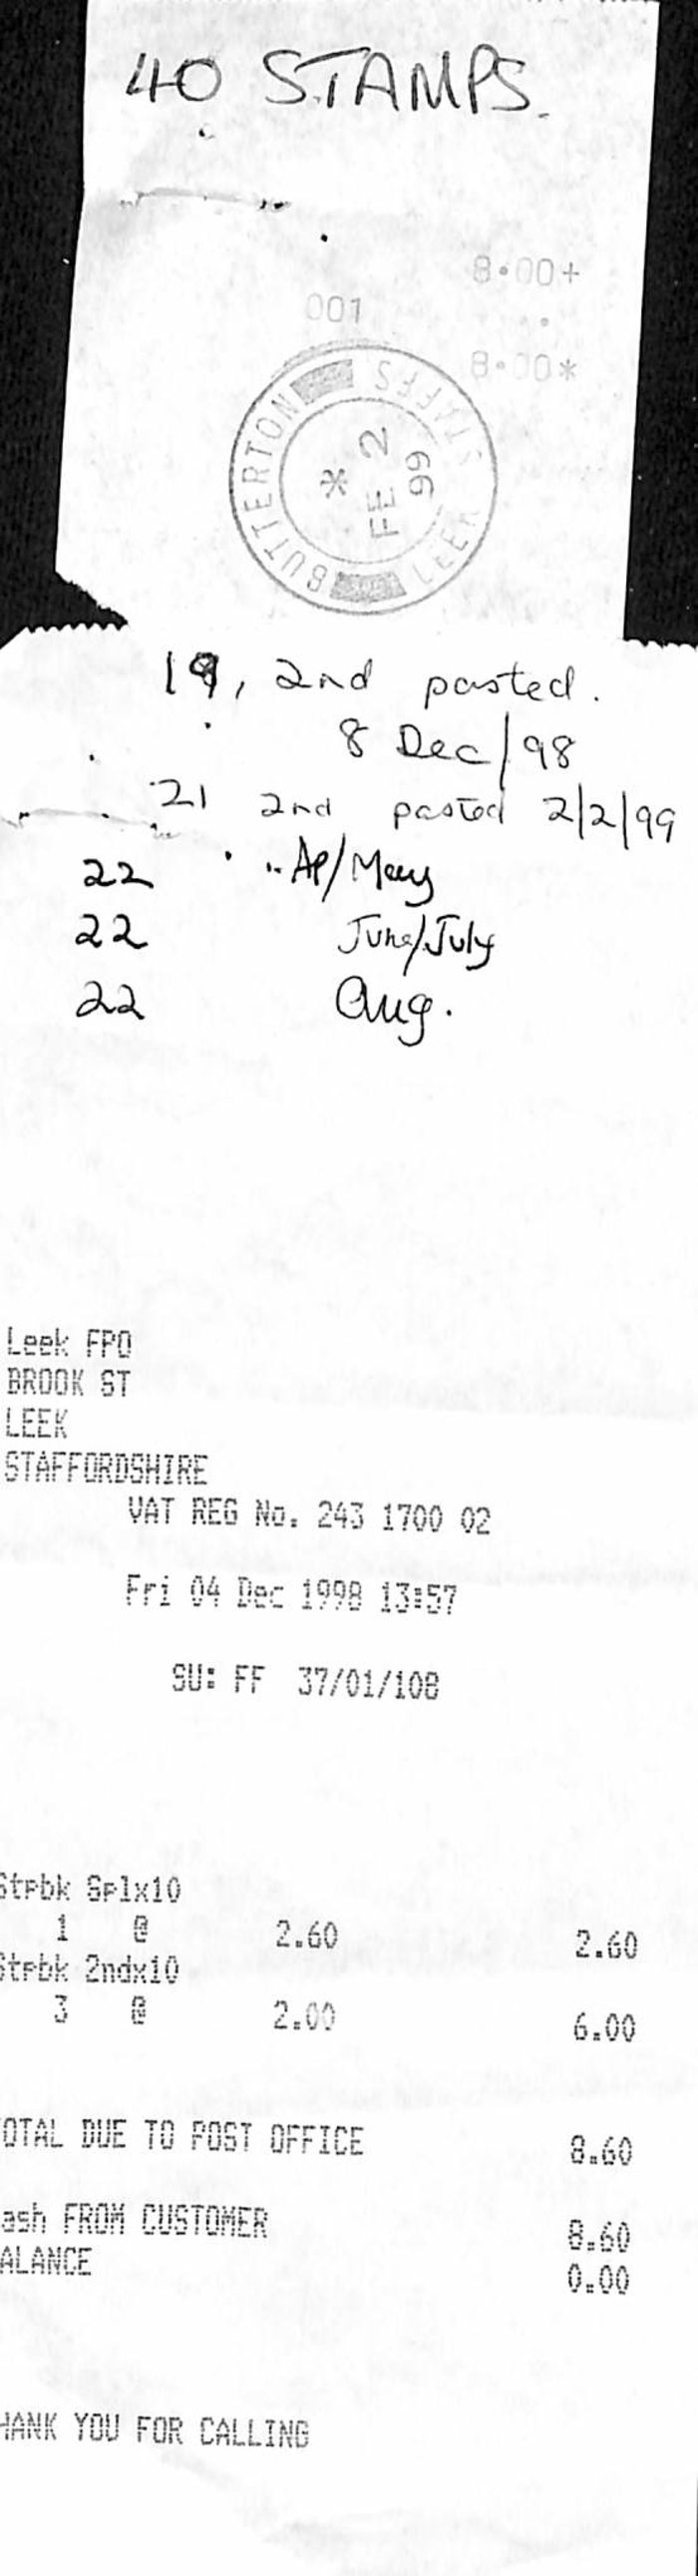 40 STAMPS.
8.00+
001
8.00*
BUTTERTON
LEEK STAFFS
* FE 2
99
19, 2nd posted.
8 Dec/98
21 2nd posted 2/2/99
22 " .. Ap/May
22 June/July
22 Aug.
Leek FPO
BROOK ST
LEEK
STAFFORDSHIRE
VAT REG No. 243 1700 02
Fri 04 Dec 1998 13:57
SU: FF 37/01/108
Stpbk Splx10
1 @ 2.60 2.60
Stpbk 2ndx10
3 @ 2.00 6.00
OTAL DUE TO POST OFFICE 8.60
ash FROM CUSTOMER 8.60
ALANCE 0.00
HANK YOU FOR CALLING